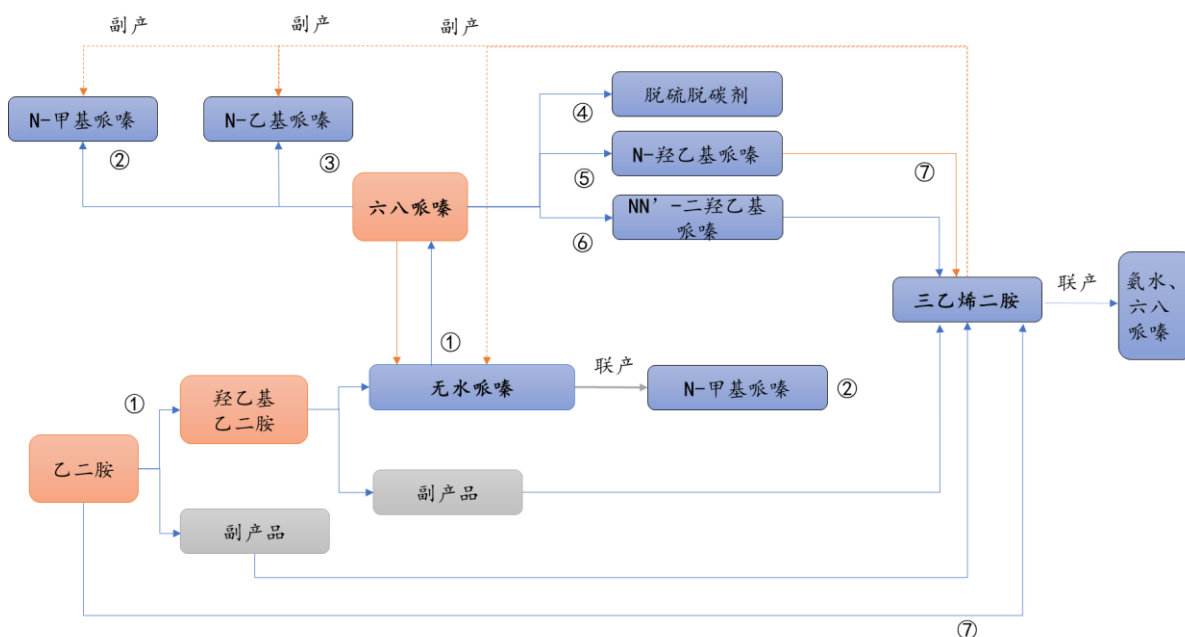 副产
副产
副产
N-甲基哌嗪
②
N-乙基哌嗪
③
六八哌嗪
脱硫脱碳剂
④
N-羟乙基哌嗪
⑤
⑦
NN’-二羟乙基
哌嗪
⑥
三乙烯二胺
联产
氨水、
六八
哌嗪
①
无水哌嗪
联产
N-甲基哌嗪
②
①
羟乙基
乙二胺
乙二胺
副产品
副产品
⑦